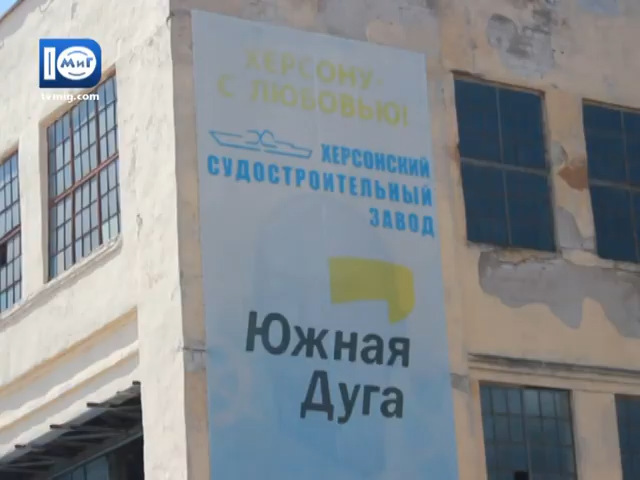 Ю МиГ
tvmig.com
ХЕРСОНУ-
С ЛЮБОВЬЮ!
ХЕРСОНСКИЙ
СУДОСТРОИТЕЛЬНЫЙ
ЗАВОД
Южная
Дуга